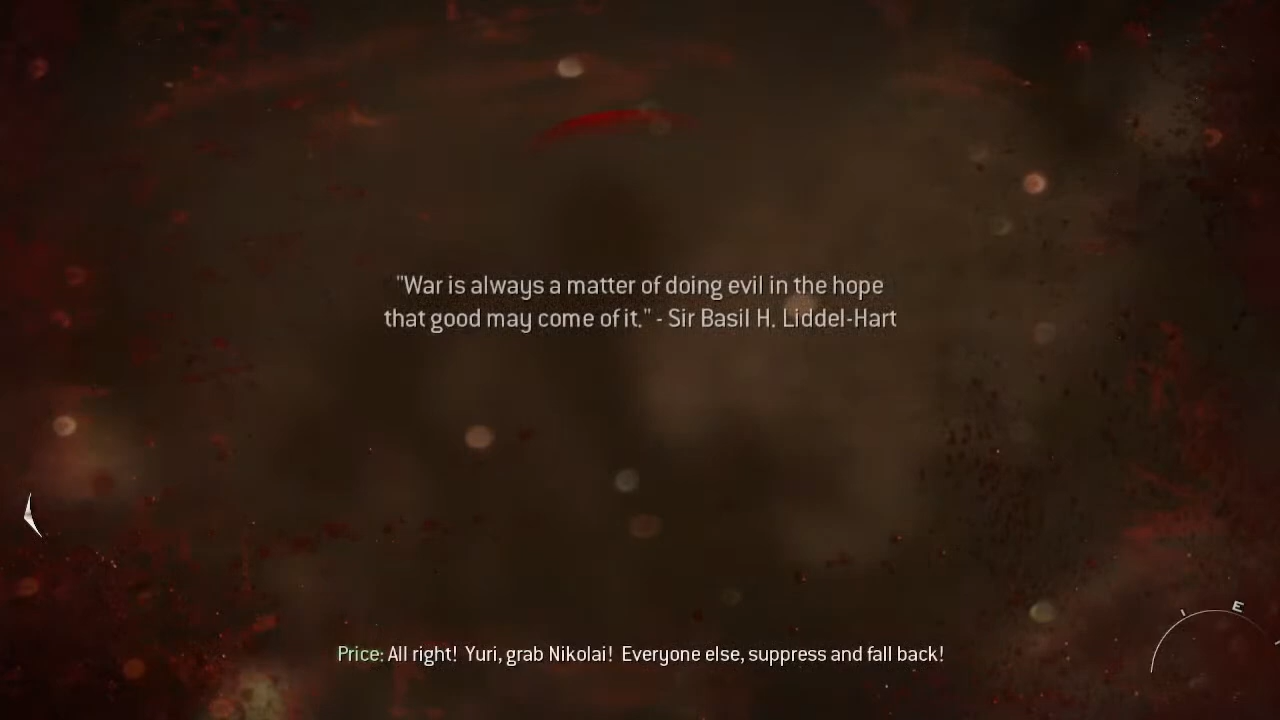 "War is always a matter of doing evil in the hope
that good may come of it." - Sir Basil H. Liddel-Hart
Price: All right! Yuri, grab Nikolai! Everyone else, suppress and fall back!
E